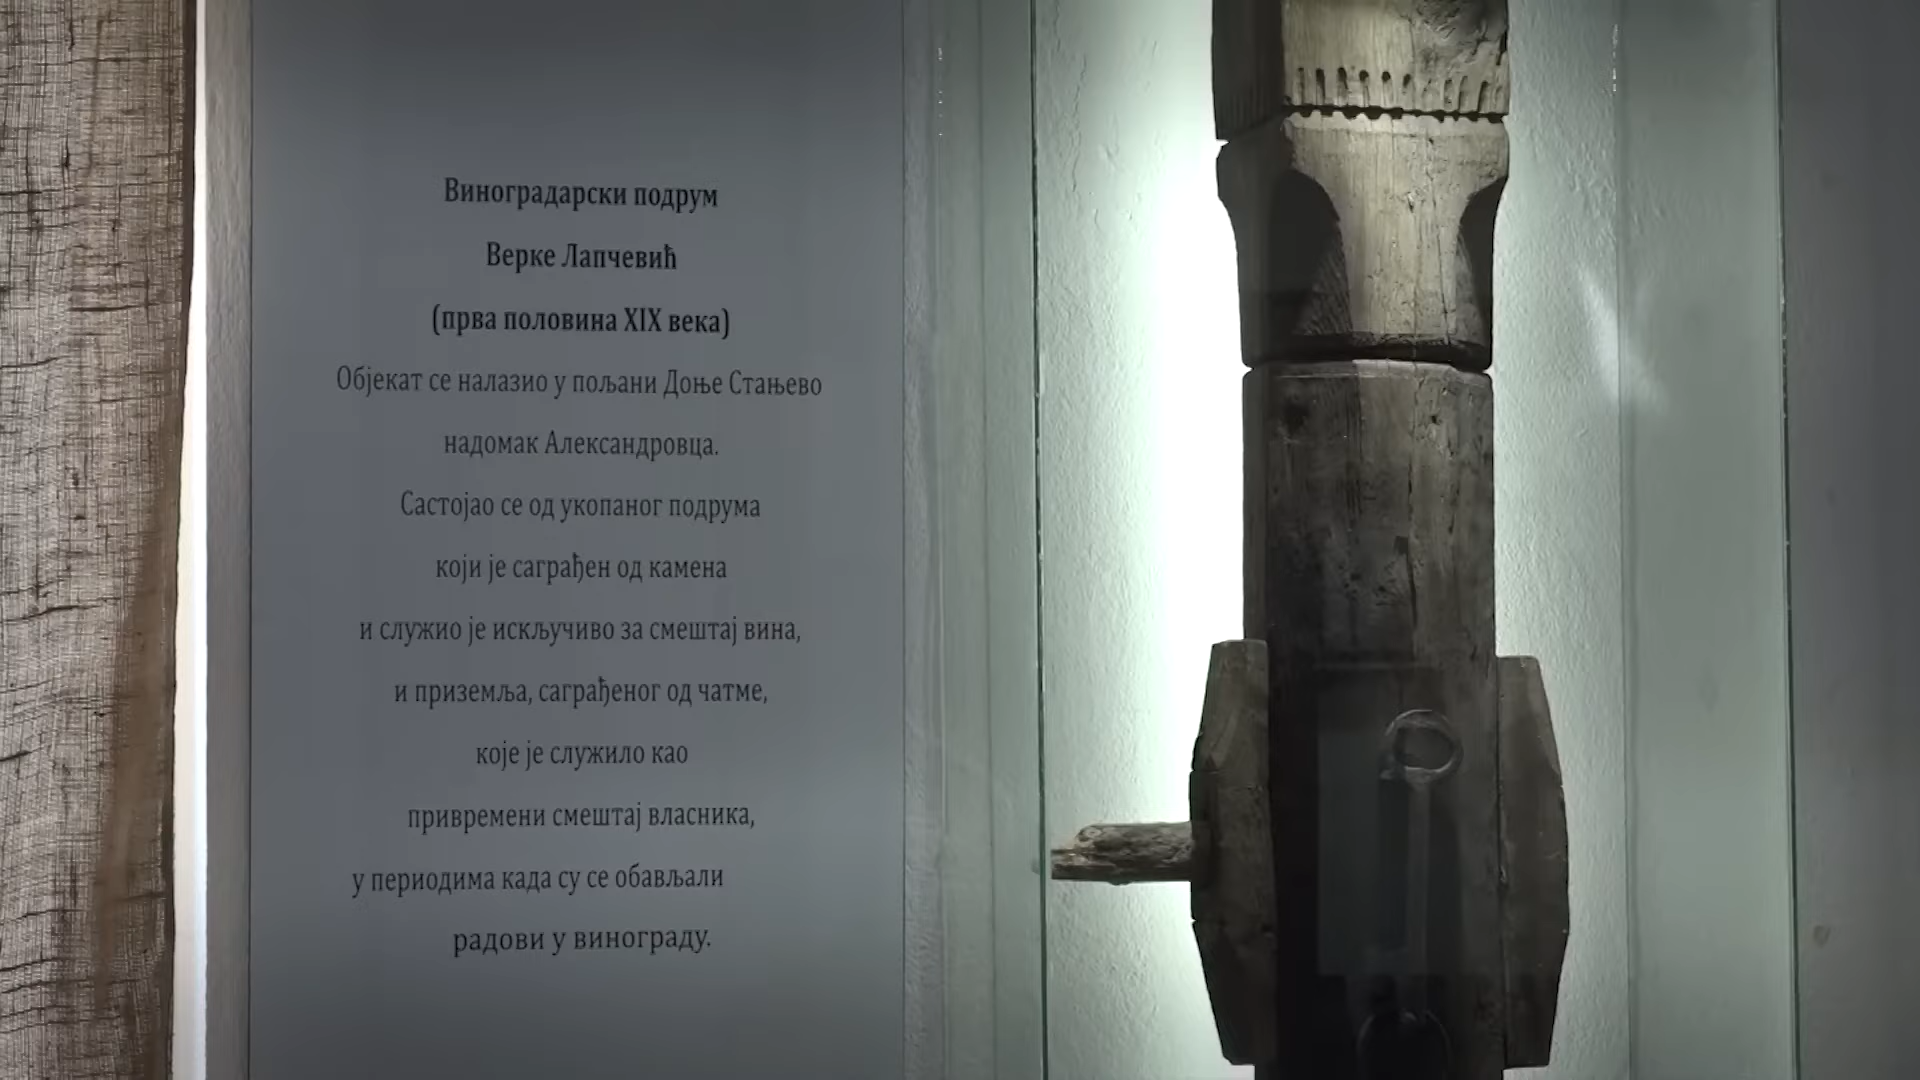 Виноградарски подрум
Верке Лапчевић
(прва половина XIX века)
Објекат се налазио у пољани Доње Стањево
надомак Александровца.
Састојао се од укопаног подрума
који је саграђен од камена
и служио је искључиво за смештај вина,
и приземља, саграђеног од чатме,
које је служило као
привремени смештај власника,
у периодима када су се обављали
радови у винограду.